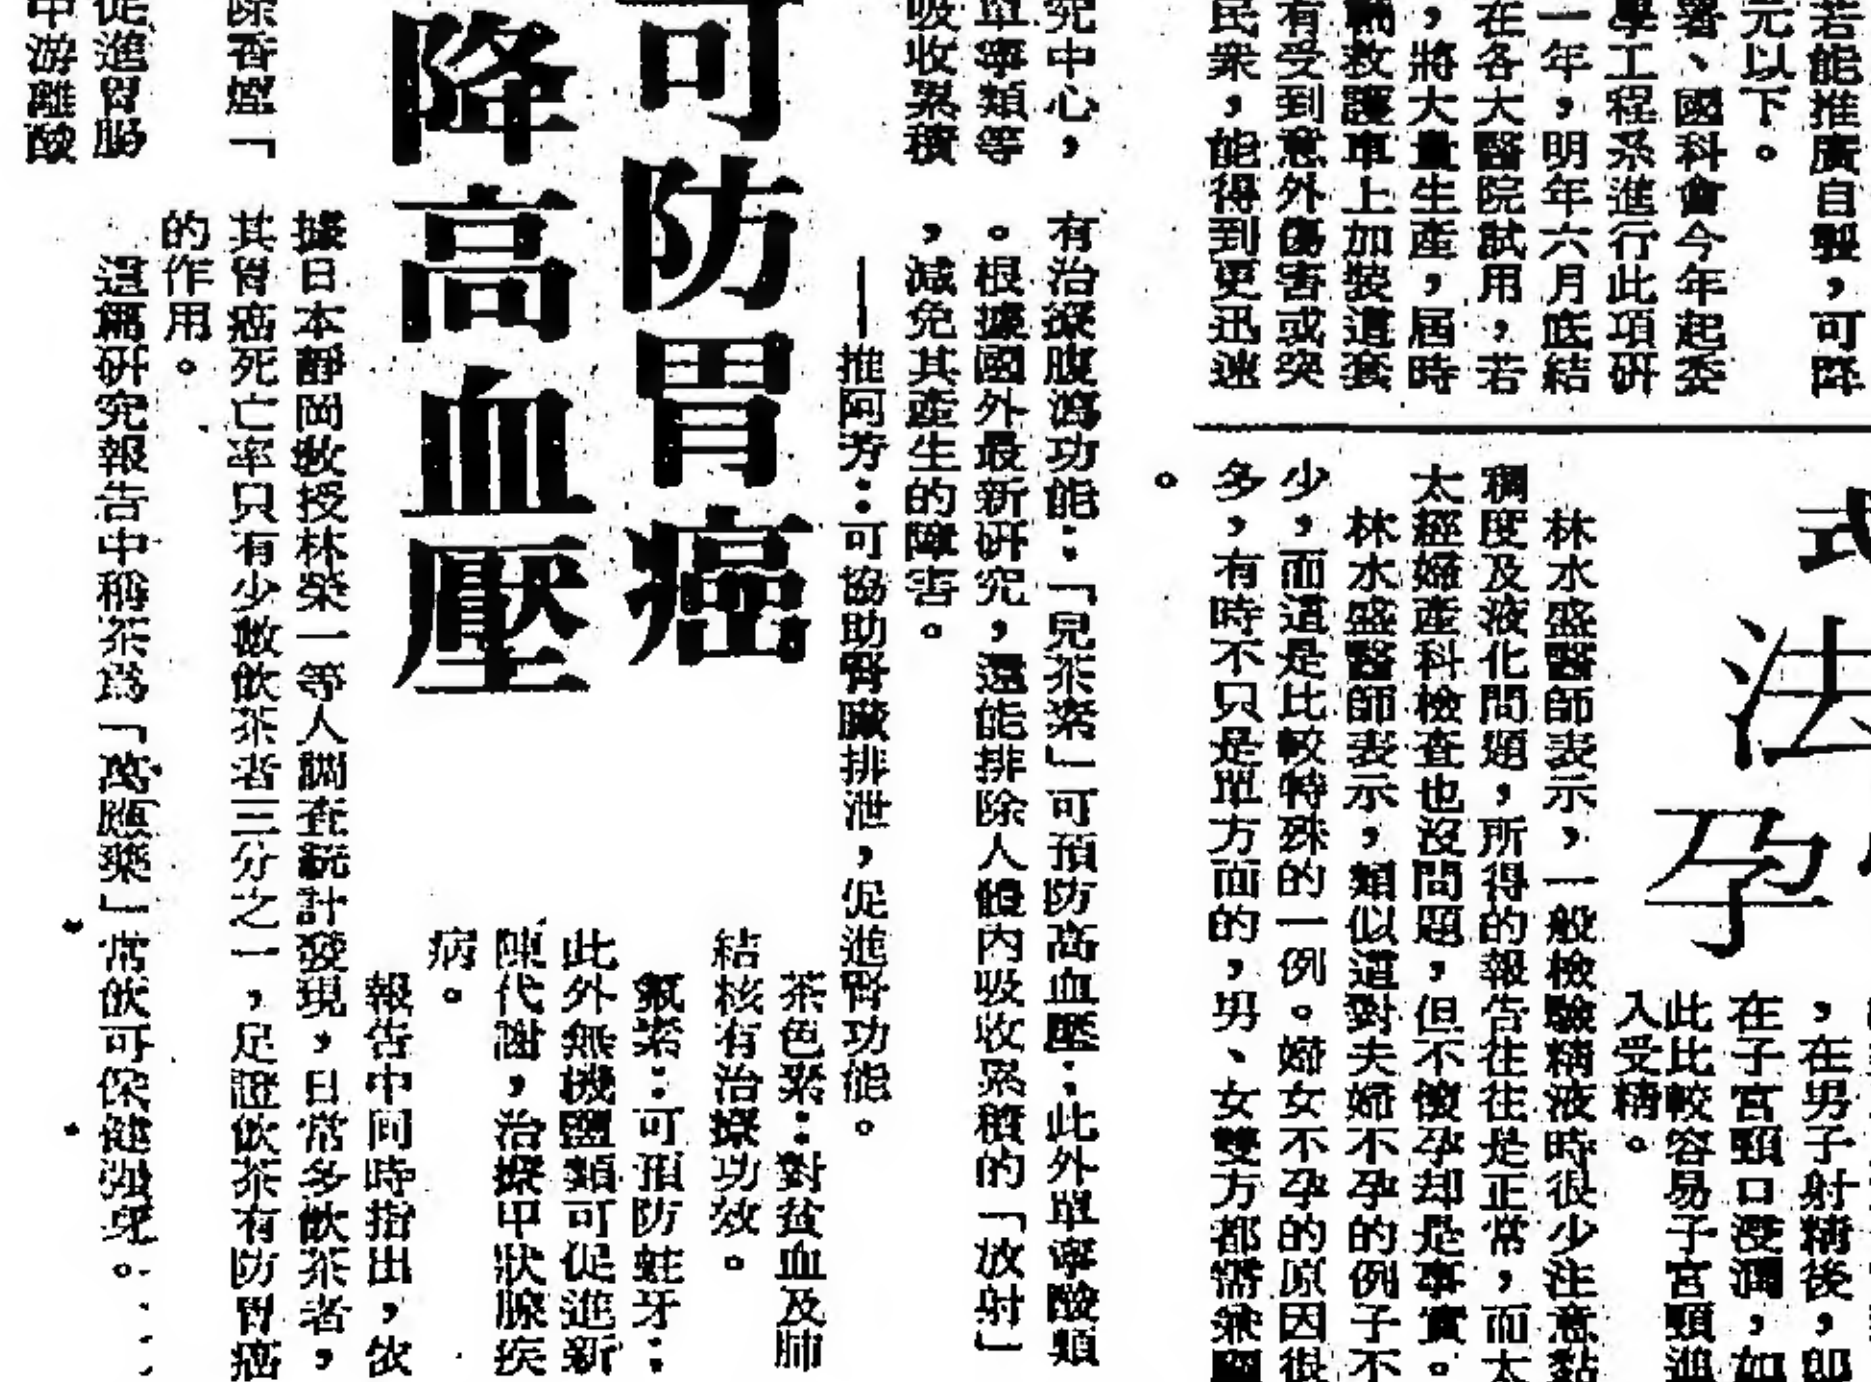 若能推廣自製，可降
元以下。
署、國科會今年起委
學工程系進行此項研
一年，明年六月底結
在各大醫院試用，若
，將大量生產，屆時
輛救護車上加裝這套
有受到意外傷害或突
民衆，能得到更迅速
式
法
孕
，在男子射精後，卽
在子宮頸口浸潤，如
此比較容易子宮頸進
入受精。
林水盛醫師表示，一般檢驗精液時很少注意黏
稠度及液化問題，所得的報告往往是正常，而太
太經婦產科檢查也沒問題，但不懷孕却是事實。
林水盛醫師表示，類似這對夫婦不孕的例子不
少，而這是比較特殊的一例。婦女不孕的原因很
多，有時不只是單方面的，男、女雙方都需兼顧
。
究中心，
單寧類等
吸收累積
可防胃癌
降高血壓
除香煙「
促進胃腸
中游離酸
有治療腹瀉功能；「兒茶素」可預防高血壓；此外單寧酸類
。根據國外最新研究，還能排除人體內吸收累積的「放射」
，減免其產生的障害。
——推阿芳：可協助腎臟排泄，促進腎功能。
茶色素：對貧血及肺
結核有治療功效。
氟素：可預防蛀牙；
此外無機鹽類可促進新
陳代謝，治療甲狀腺疾
病。
報告中同時指出，依
據日本靜岡教授林榮一等人調查統計發現，日常多飲茶者，
其胃癌死亡率只有少數飲茶者三分之一，足證飲茶有防胃癌
的作用。
這篇研究報告中稱茶為「萬應藥」常飲可保健強身。